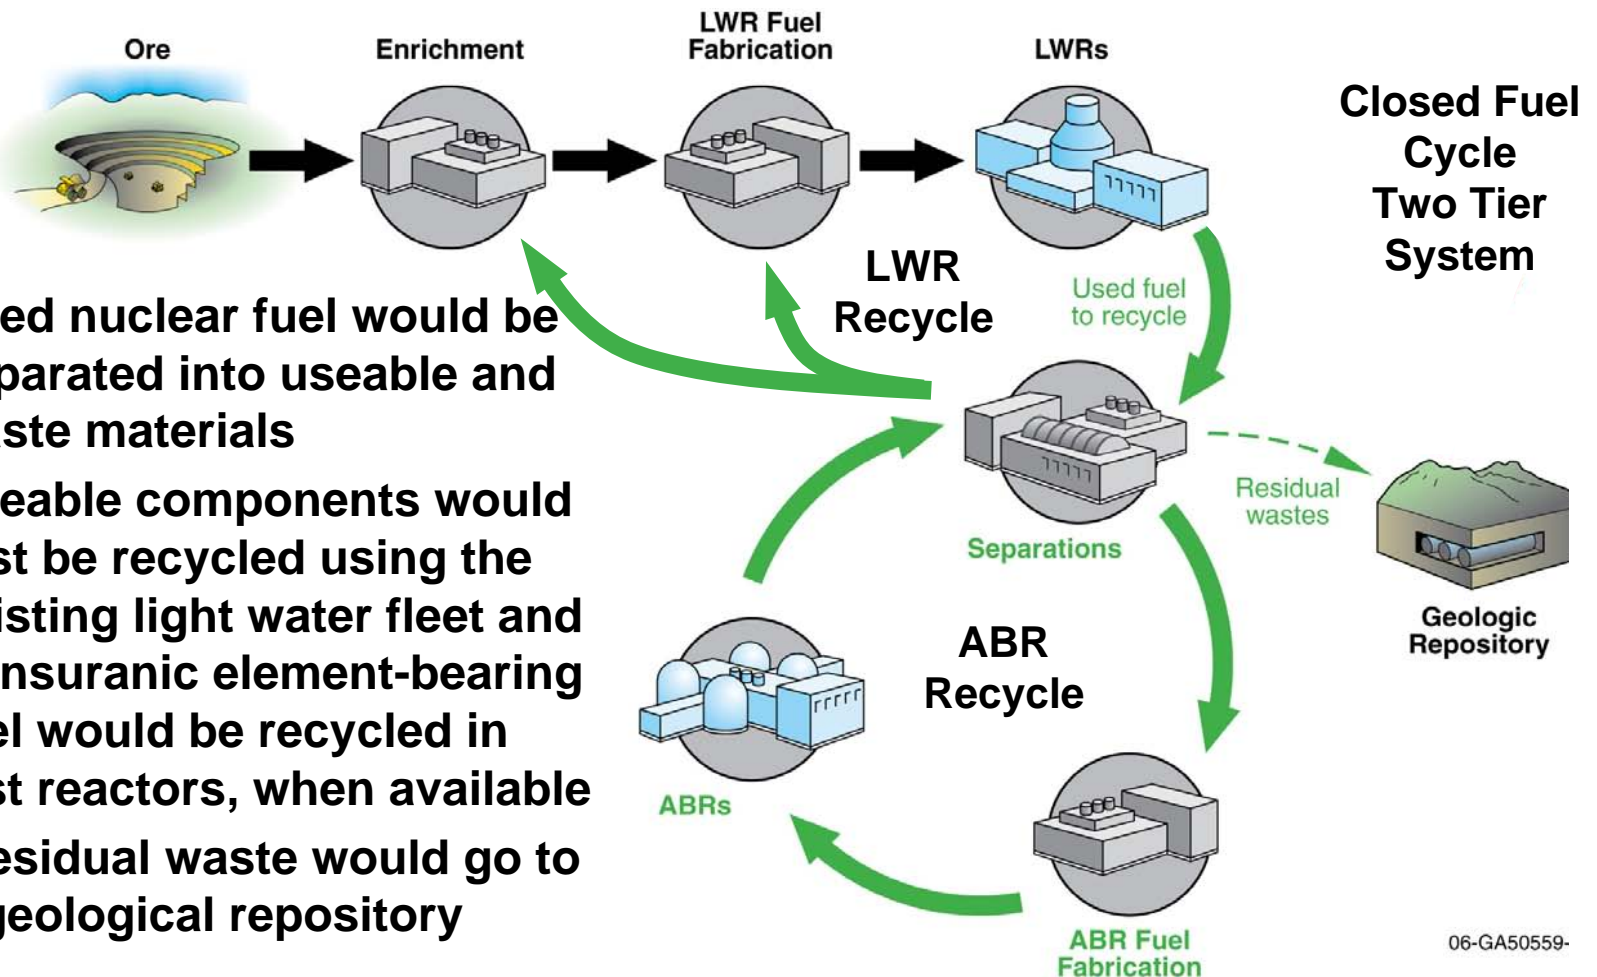 Ore
Enrichment
LWR Fuel
Fabrication
LWRs
Closed Fuel
Cycle
Two Tier
System
LWR
Recycle
Used fuel
to recycle
ed nuclear fuel would be
parated into useable and
aste materials
eable components would
st be recycled using the
isting light water fleet and
nsuranic element-bearing
el would be recycled in
st reactors, when available
esidual waste would go to
geological repository
Separations
Residual
wastes
Geologic
Repository
ABR
Recycle
ABRs
ABR Fuel
Fabrication
06-GA50559-